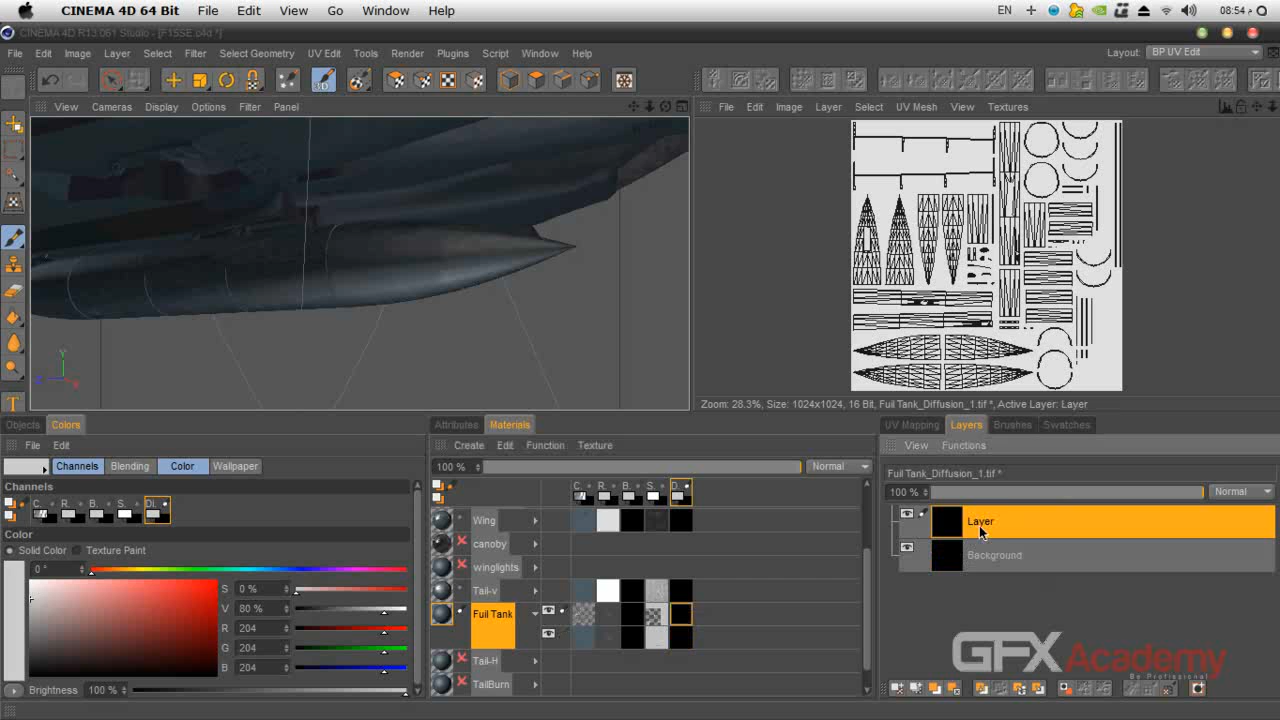 CINEMA 4D 64 Bit File Edit View Go Window Help EN 08:54 م
CINEMA 4D R13.061 Studio - [F15SE.c4d *]
File Edit Image Layer Select Filter Select Geometry UV Edit Tools Render Plugins Script Window Help Layout: BP UV Edit
View Cameras Display Options Filter Panel
File Edit Image Layer Select UV Mesh View Textures
3D
Y
Z
X
T
Zoom: 28.3%, Size: 1024x1024, 16 Bit, Fuil Tank_Diffusion_1.tif *, Active Layer: Layer
Objects Colors
File Edit
Channels Blending Color Wallpaper
Channels
C. R. B. S. DI.
Color
Solid Color Texture Paint
0 °
S 0 %
V 80 %
R 204
G 204
B 204
Brightness 100 %
Attributes Materials
Create Edit Function Texture
100 % Normal
C. R. B. S. D.
Wing
canoby
winglights
Tail-v
Fuil Tank
Tail-H
TailBurn
UV Mapping Layers Brushes Swatches
View Functions
Fuil Tank_Diffusion_1.tif *
100 % Normal
Layer
Background
GFX Academy
Be Profissional